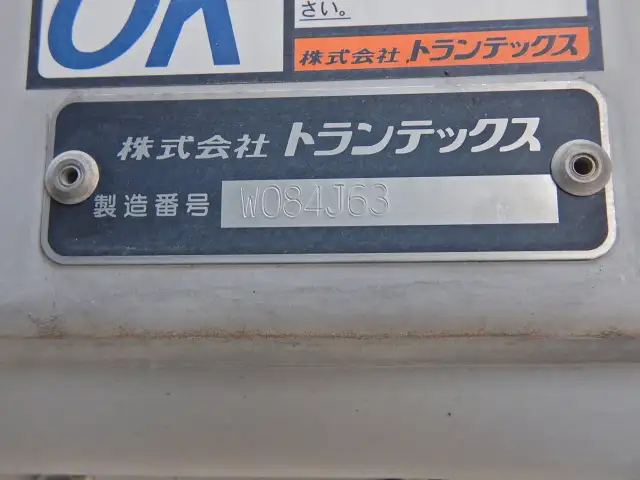 OK
さい。
株式会社 トランテックス
株式会社 トランテックス
製造番号 W084J63